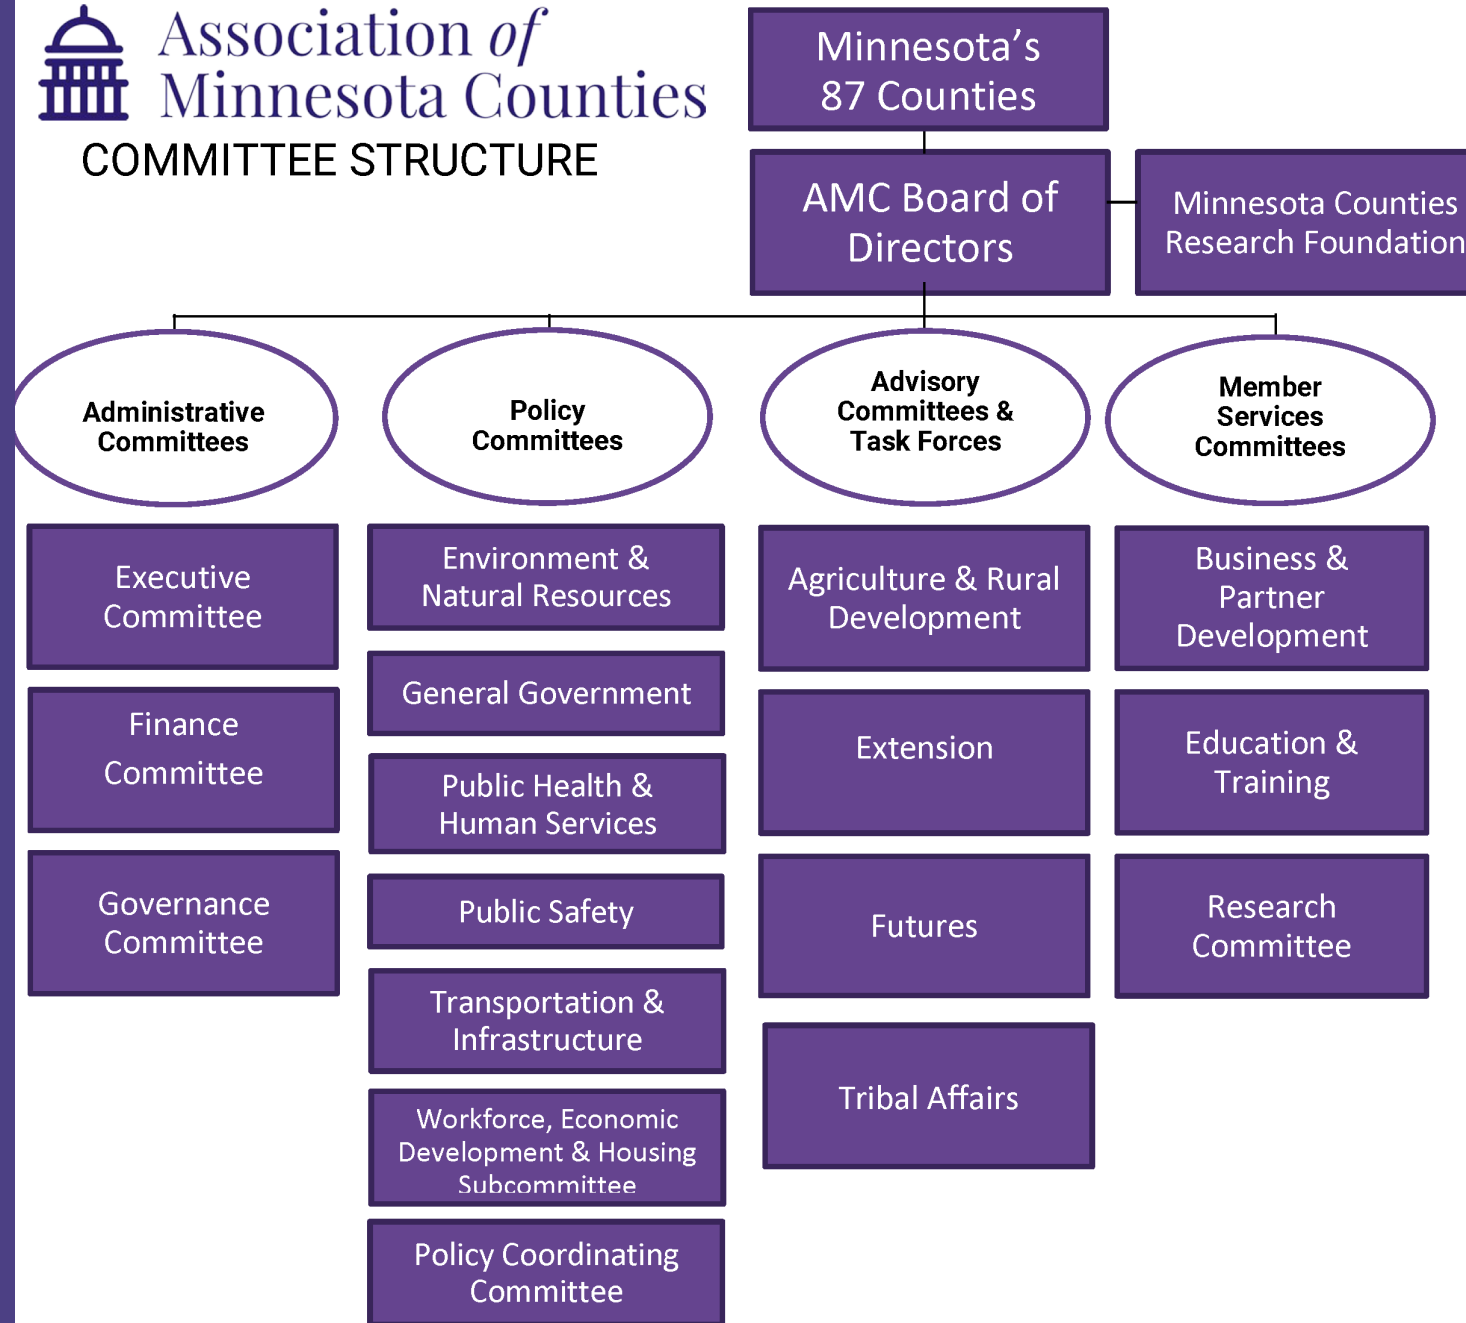 Association of
Minnesota Counties
COMMITTEE STRUCTURE
Minnesota’s
87 Counties
AMC Board of
Directors
Minnesota Counties
Research Foundation
Administrative
Committees
Policy
Committees
Advisory
Committees &
Task Forces
Member
Services
Committees
Executive
Committee
Finance
Committee
Governance
Committee
Environment &
Natural Resources
General Government
Public Health &
Human Services
Public Safety
Transportation &
Infrastructure
Workforce, Economic
Development & Housing
Subcommittee
Policy Coordinating
Committee
Agriculture & Rural
Development
Extension
Futures
Tribal Affairs
Business &
Partner
Development
Education &
Training
Research
Committee